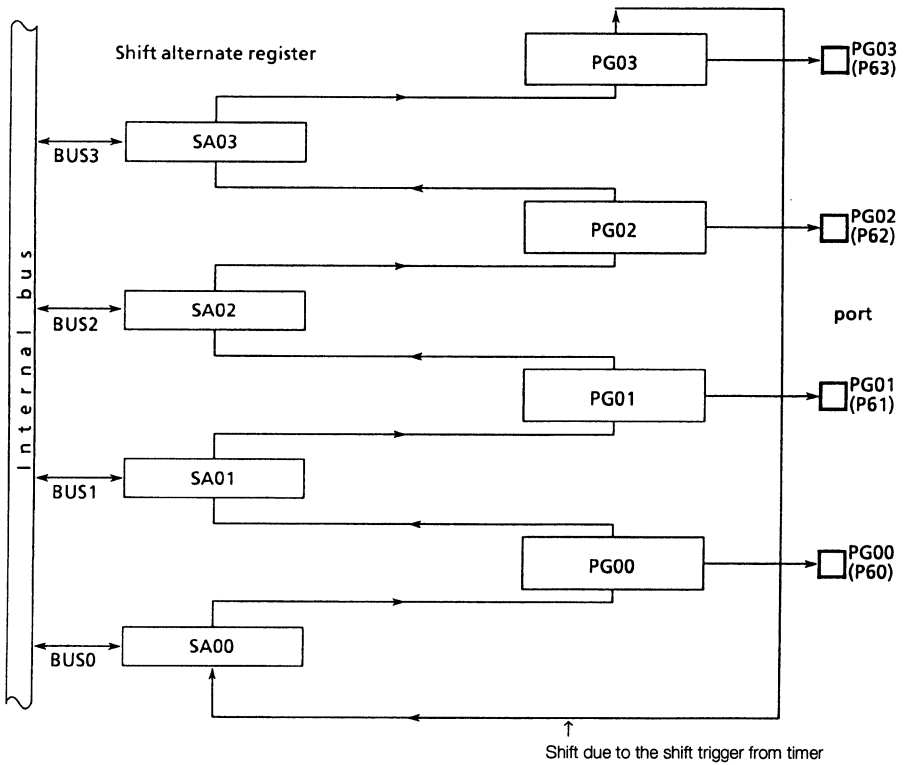 Shift alternate register
PG03
PG03
(P63)
SA03
BUS3
PG02
PG02
(P62)
SA02
BUS2
port
Internal bus
PG01
PG01
(P61)
SA01
BUS1
PG00
PG00
(P60)
SA00
BUS0
Shift due to the shift trigger from timer